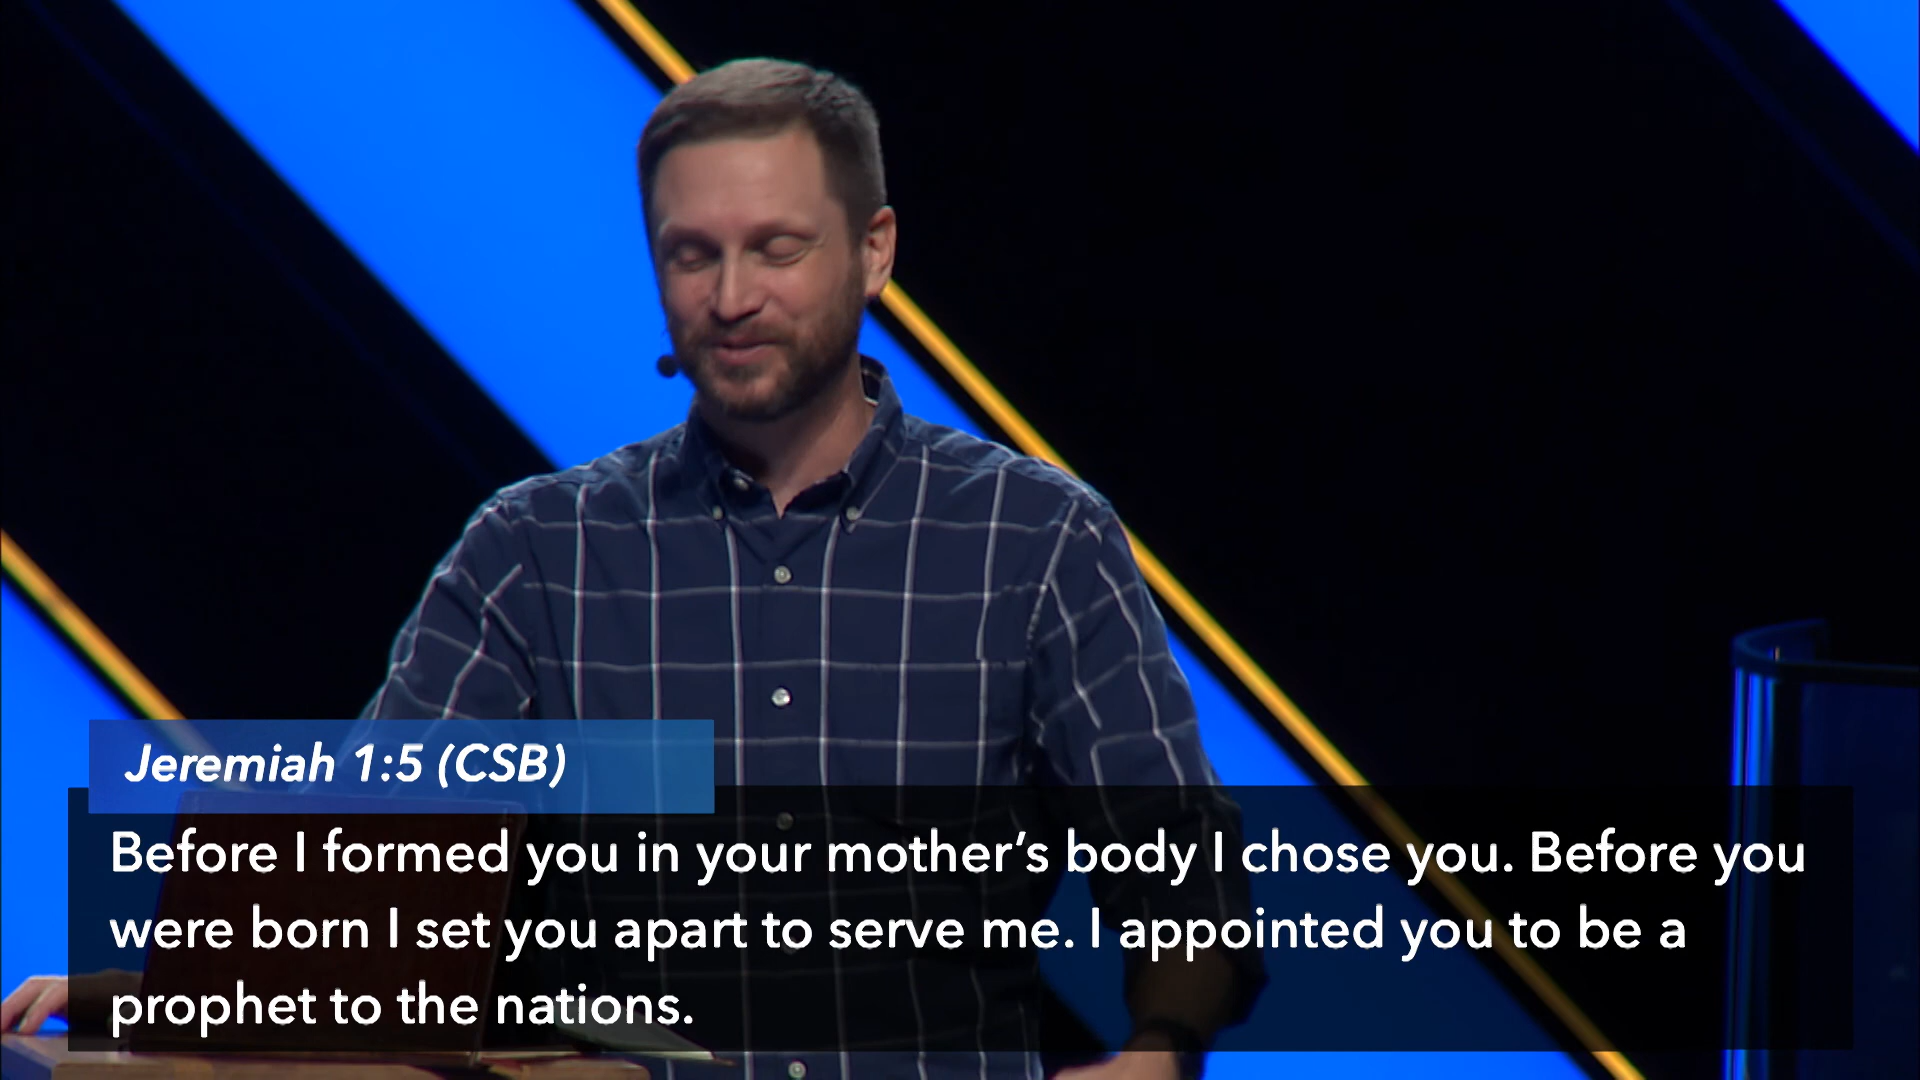 Jeremiah 1:5 (CSB)
Before I formed you in your mother’s body I chose you. Before you
were born I set you apart to serve me. I appointed you to be a
prophet to the nations.